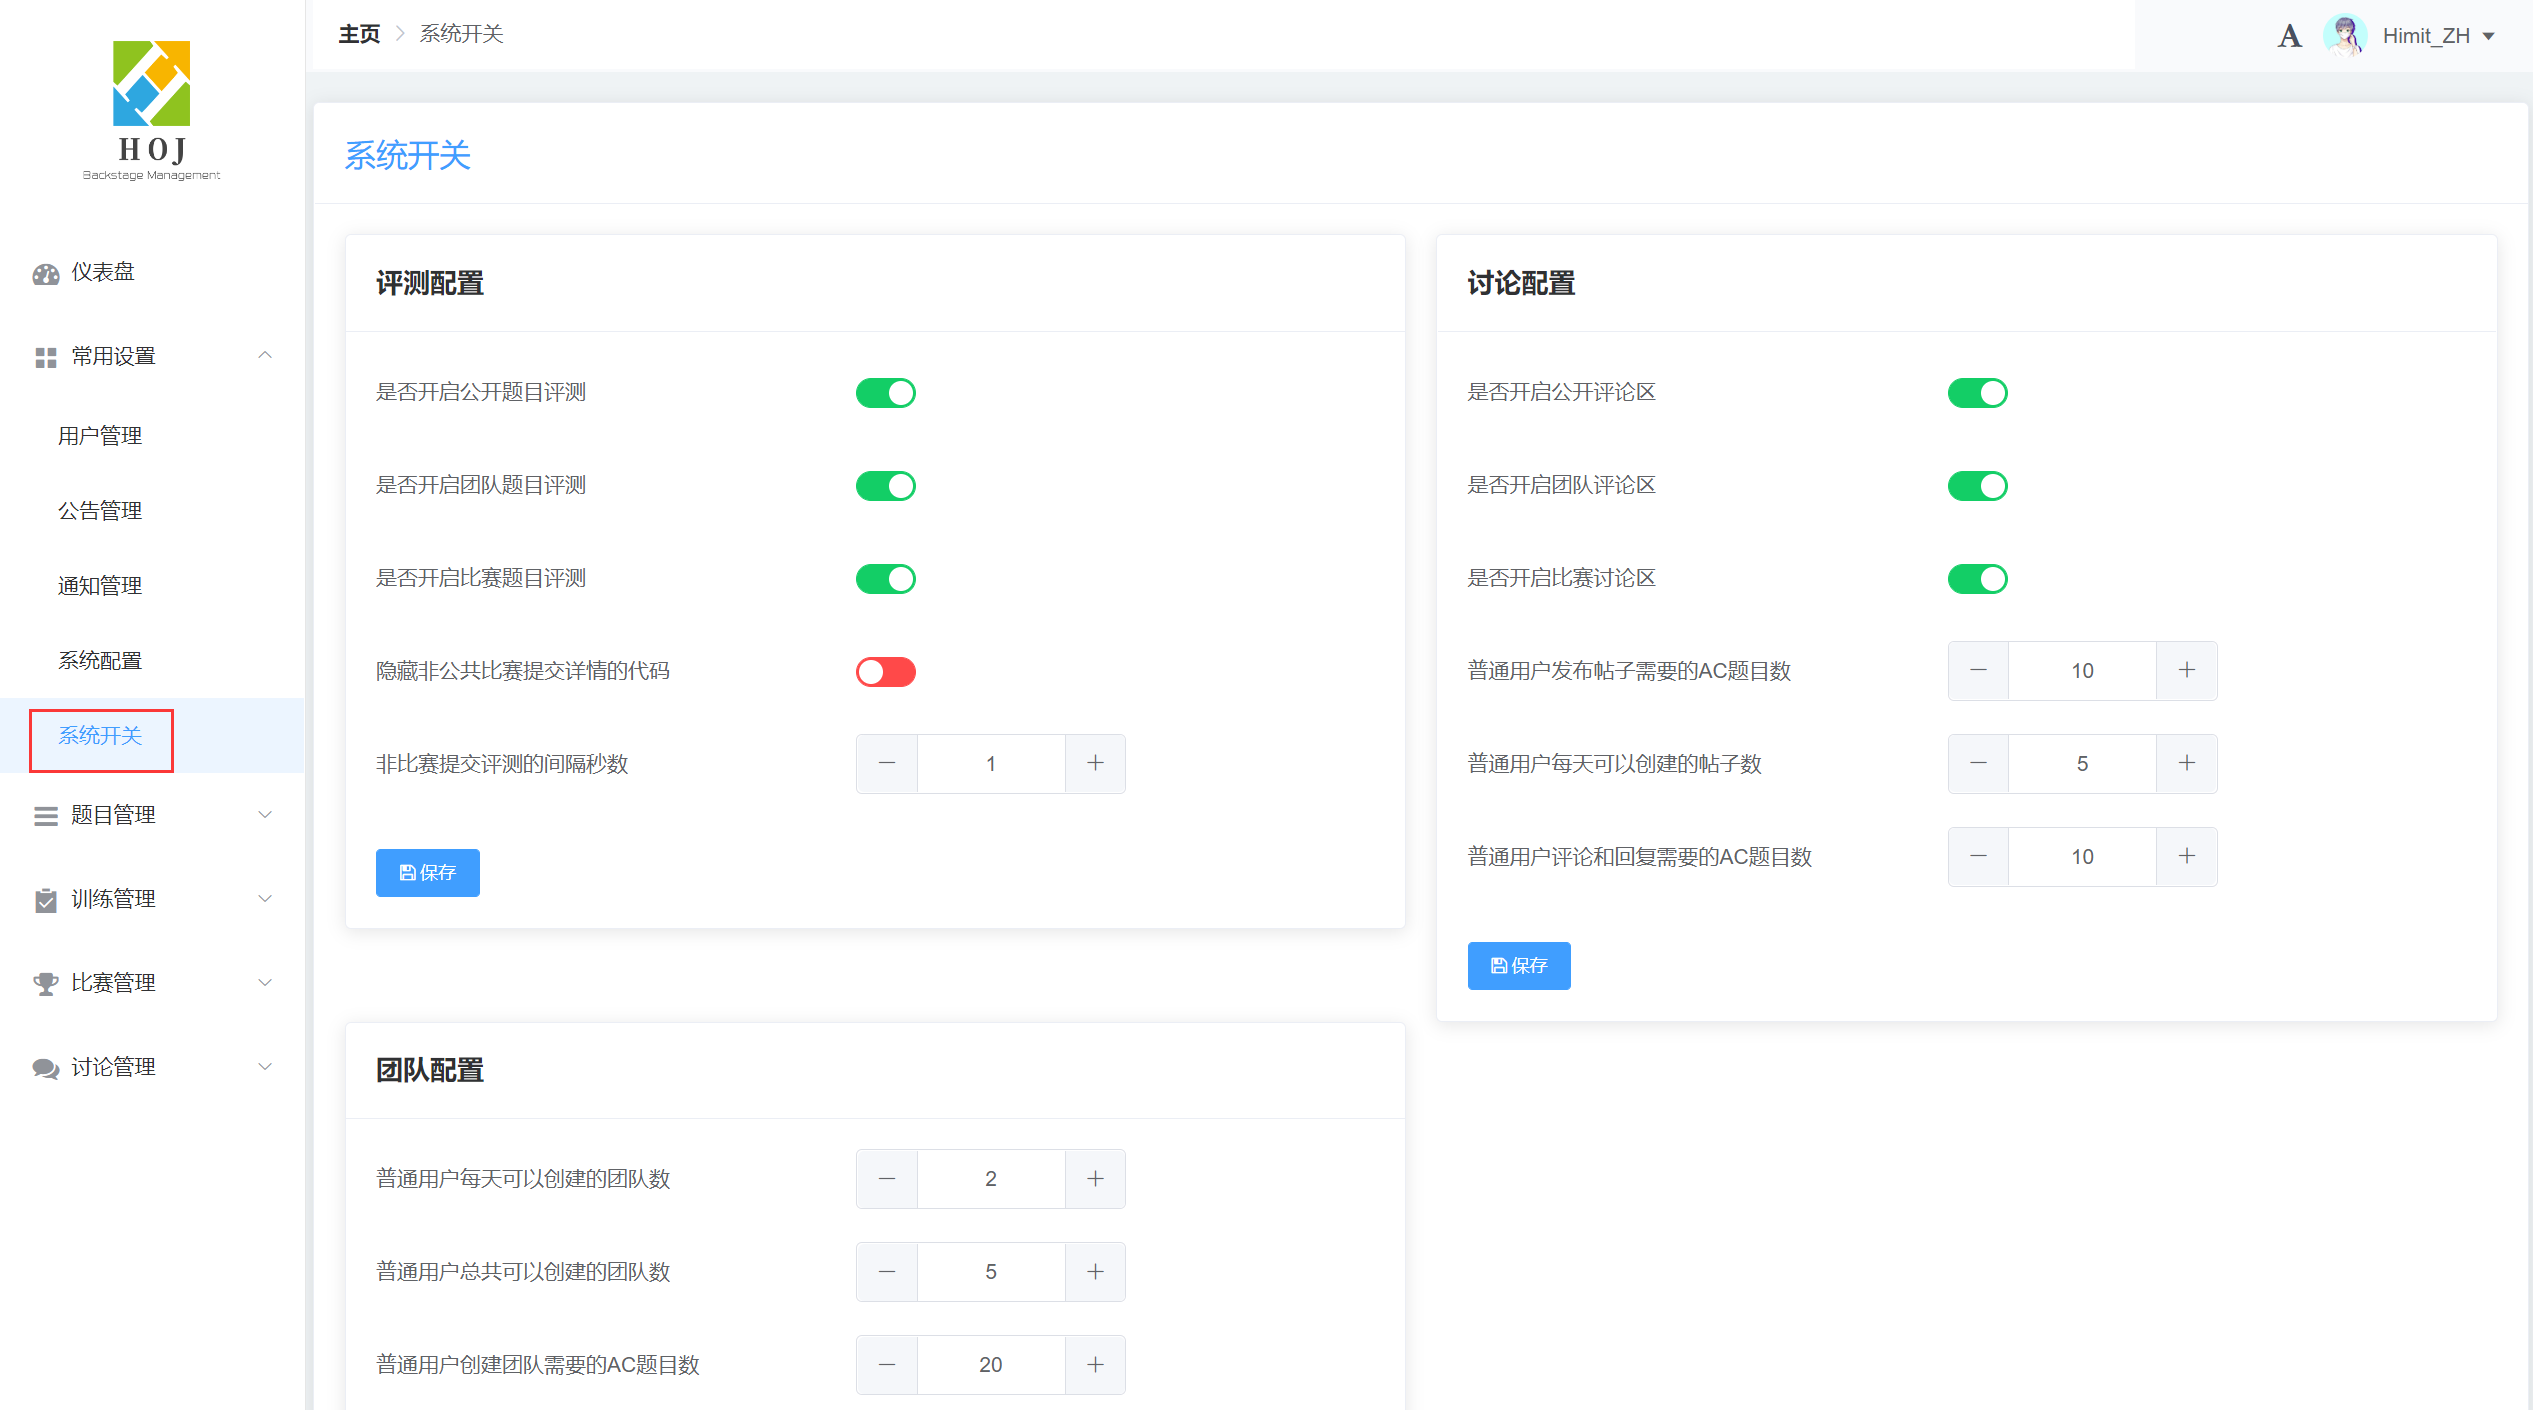 HOJ
Backstage Management
仪表盘
常用设置
用户管理
公告管理
通知管理
系统配置
系统开关
题目管理
训练管理
比赛管理
讨论管理
主页 系统开关
A Himit_ZH
系统开关
评测配置
是否开启公开题目评测
是否开启团队题目评测
是否开启比赛题目评测
隐藏非公共比赛提交详情的代码
非比赛提交评测的间隔秒数 1
保存
讨论配置
是否开启公开评论区
是否开启团队评论区
是否开启比赛讨论区
普通用户发布帖子需要的AC题目数 10
普通用户每天可以创建的帖子数 5
普通用户评论和回复需要的AC题目数 10
保存
团队配置
普通用户每天可以创建的团队数 2
普通用户总共可以创建的团队数 5
普通用户创建团队需要的AC题目数 20